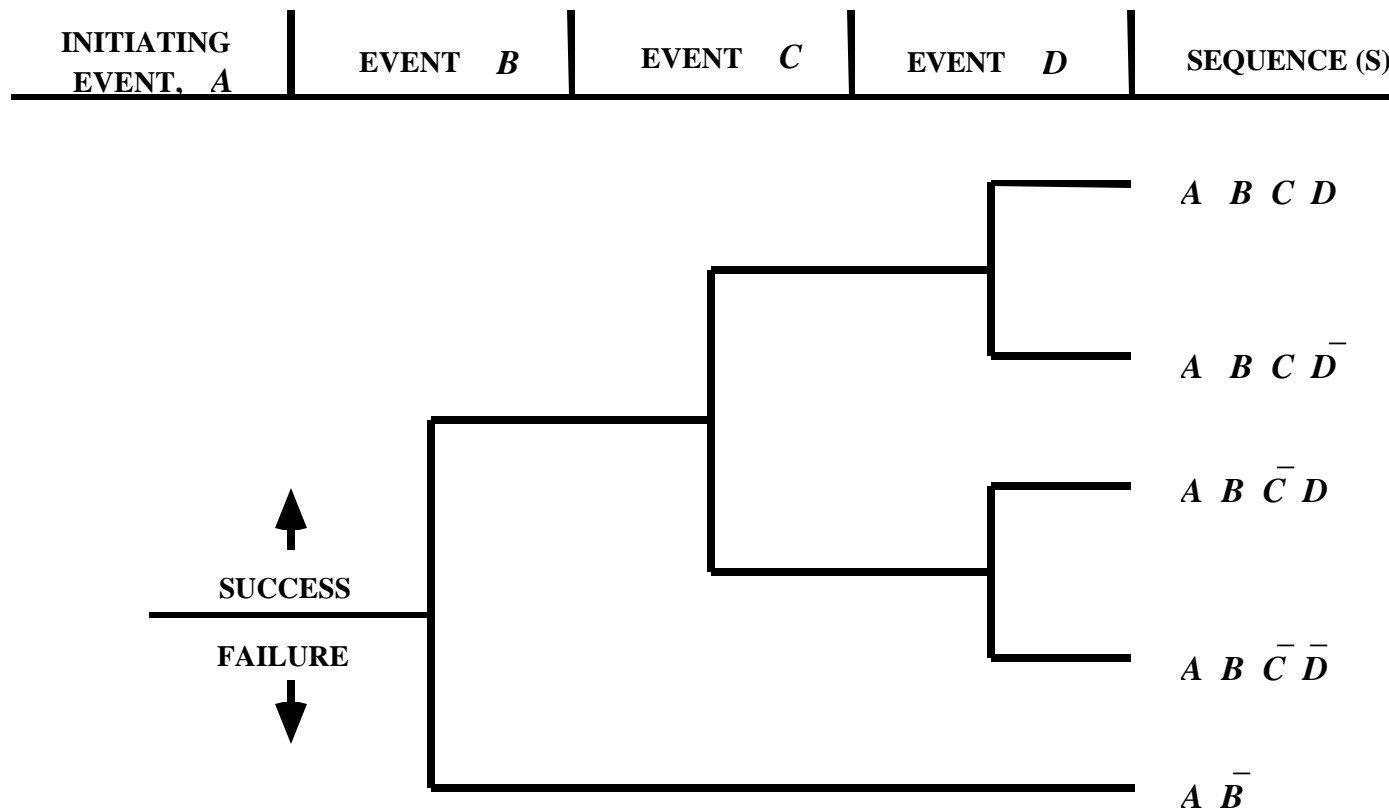 INITIATING
EVENT, A
EVENT B
EVENT C
EVENT D
SEQUENCE (S)
A B C D
A B C D̅
A B C̅ D
SUCCESS
FAILURE
A B C̅ D̅
A B̅